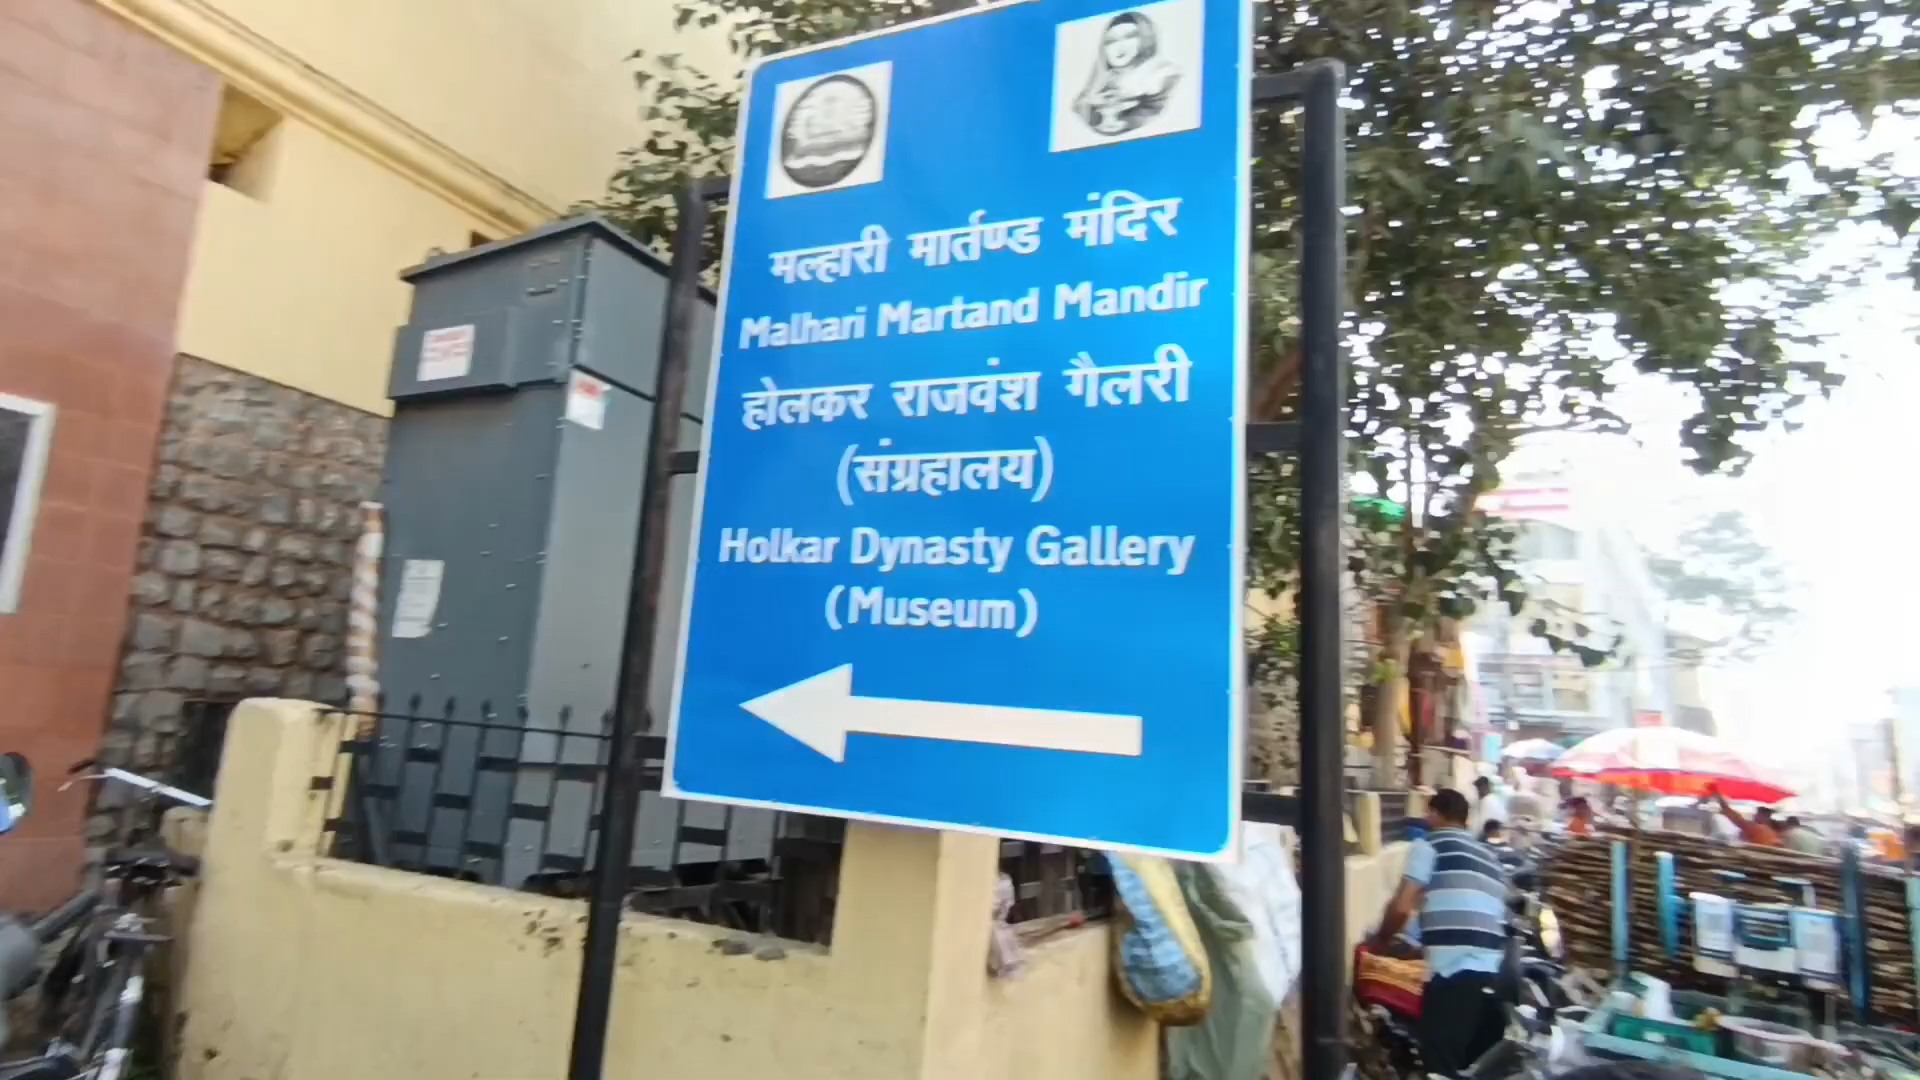 मल्हारी मार्तण्ड मंदिर
Malhari Martand Mandir
होलकर राजवंश गैलरी
(संग्रहालय)
Holkar Dynasty Gallery
(Museum)